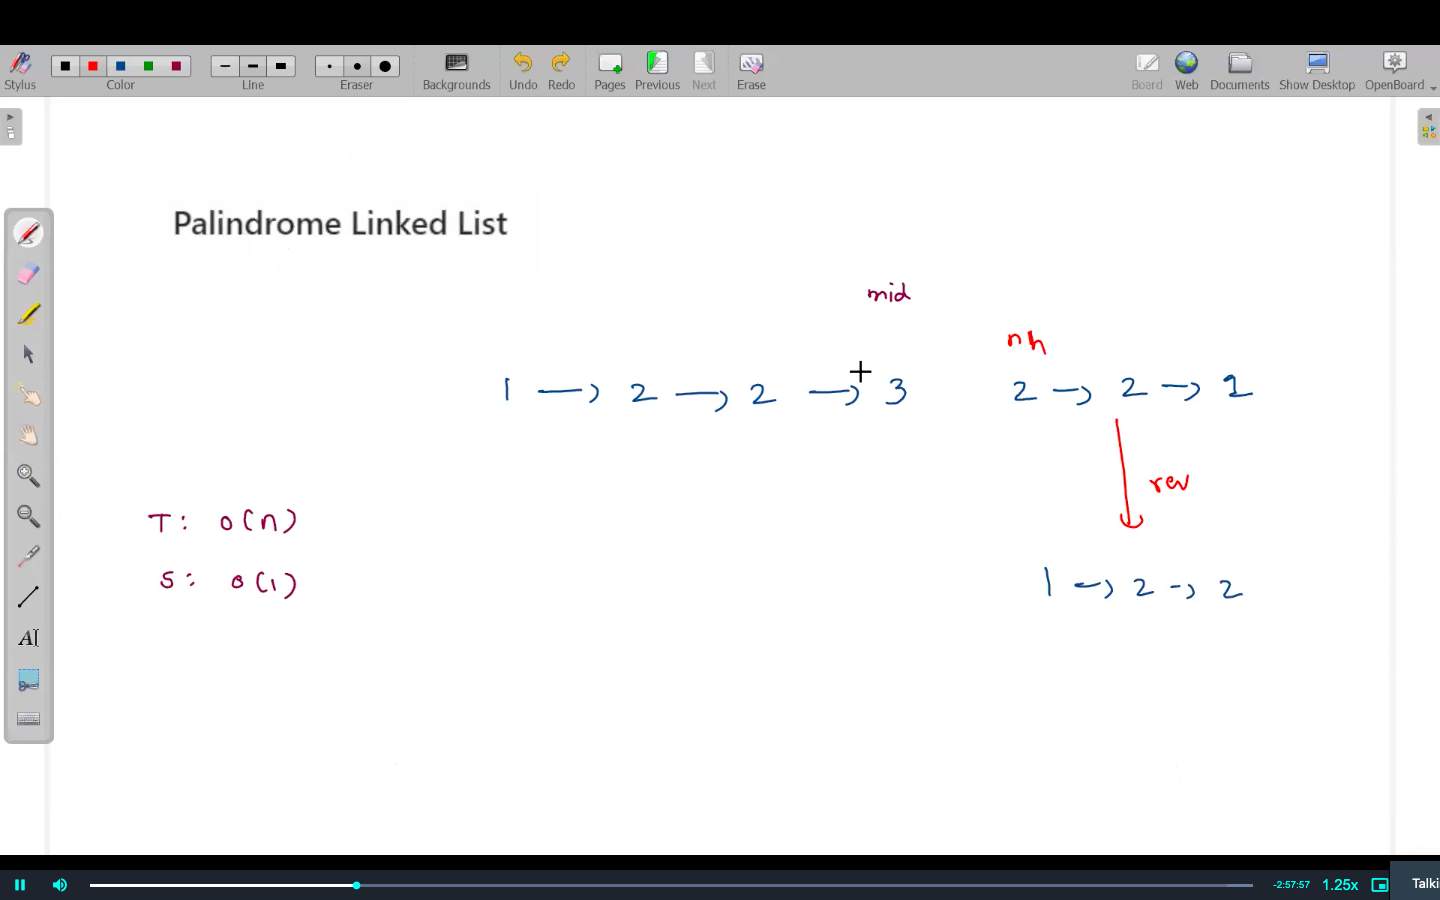 Stylus
Color
Line
Eraser
Backgrounds
Undo
Redo
Pages
Previous
Next
Erase
Board
Web
Documents
Show Desktop
OpenBoard
Palindrome Linked List
mid
nh
1 → 2 → 2 → 3 2 → 2 → 1
rev
T: O(n)
S: O(1)
1 → 2 → 2
AI
-2:57:57 1.25x Talki